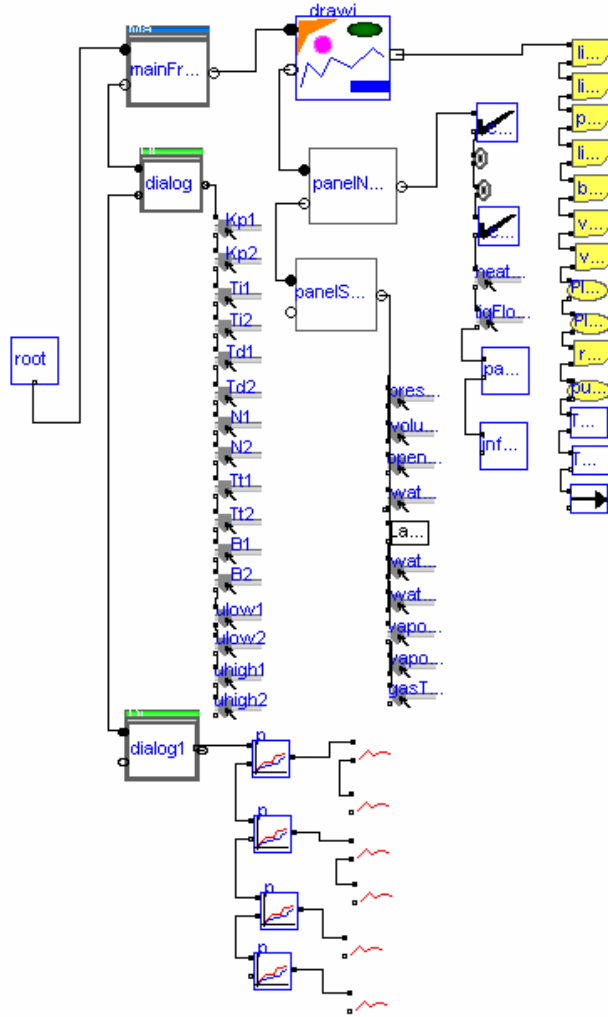 drawi
mainFr...
li...
li...
p...
li...
dialog
panelN...
b...
Kp1
v...
Kp2
v...
panelS...
heat...
Ti1
Pl...
Ti2
Pl...
root
Td1
pa...
r...
Td2
pres...
pu...
N1
volu...
T...
N2
open...
inf...
T...
Tt1
wat...
Tt2
B1
wat...
B2
wat...
ulow1
vapo...
ulow2
vapo...
uhigh1
gasT...
uhigh2
dialog1
p
p
p
p